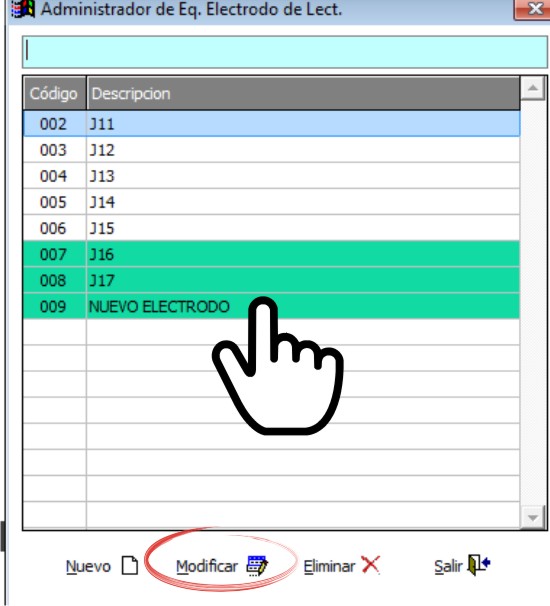 Administrador de Eq. Electrodo de Lect.
Código Descripcion
002 J11
003 J12
004 J13
005 J14
006 J15
007 J16
008 J17
009 NUEVO ELECTRODO
Nuevo Modificar Eliminar Salir